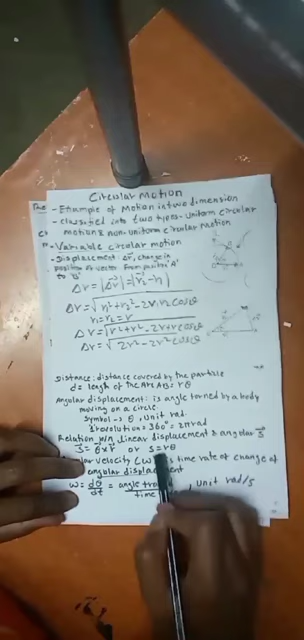 Circular Motion
- Example of Motion in two dimension
- classified into two types - uniform circular
motion & non-uniform circular motion
- Variable circular motion
- Displacement Δr, change in
position of vector from position 'A'
to 'B'
Δr = |Δr⃗| = |r⃗₂ - r₁|
Δr = √r₁² + r₂² - 2r₁r₂cosθ
r₁ = r₂ = r
Δr = √r² + r² - 2r·r cosθ
Δr = √2r² - 2r² cosθ
Distance: distance covered by the particle
d = length of the Arc AB = rθ
Angular displacement: is angle formed by a body
moving on a circle
symbol → θ, unit rad
1 revolution = 360° = 2π rad
Relation b/n linear displacement & angular s⃗
s⃗ = θ × r⃗ or s = rθ
velocity (ω) time rate of change of
angular displacement
ω = dθ/dt = angle / time, unit rad/s